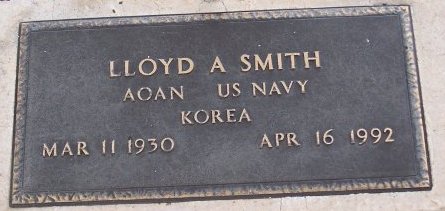 LLOYD A SMITH
AOAN US NAVY
KOREA
MAR 11 1930 APR 16 1992